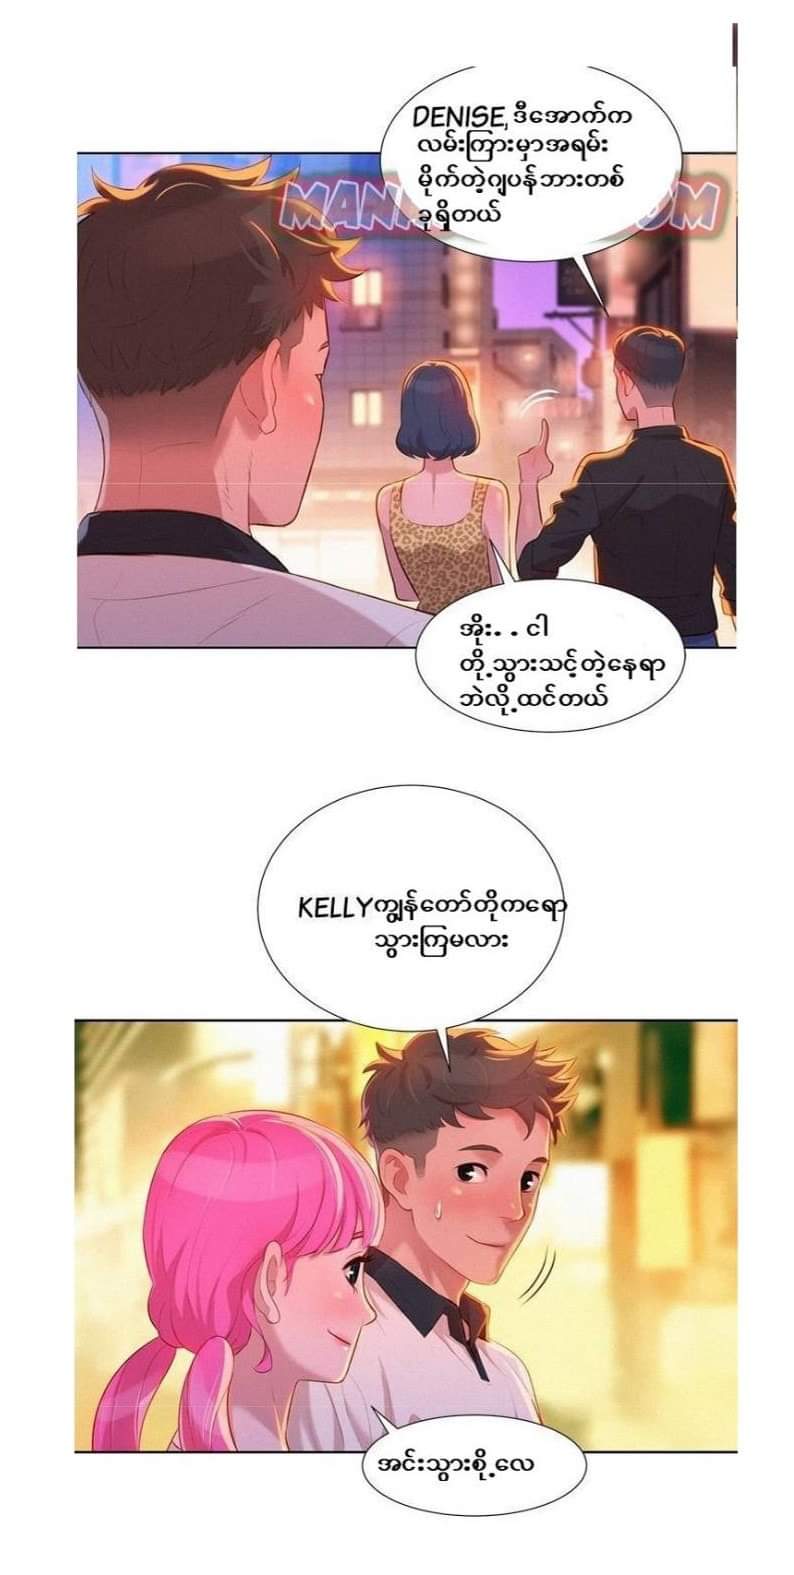 DENISE, ဒီအောက်က
လမ်းကြားမှာအရမ်း
မိုက်တဲ့ဂျပန်ဘားတစ်
ခုရှိတယ်
အိုး. . ငါ
တို့သွားသင့်တဲ့နေရာ
ဘဲလို့ထင်တယ်
KELLYကျွန်တော်တို့ကရော
သွားကြမလား
အင်းသွားစို့လေ